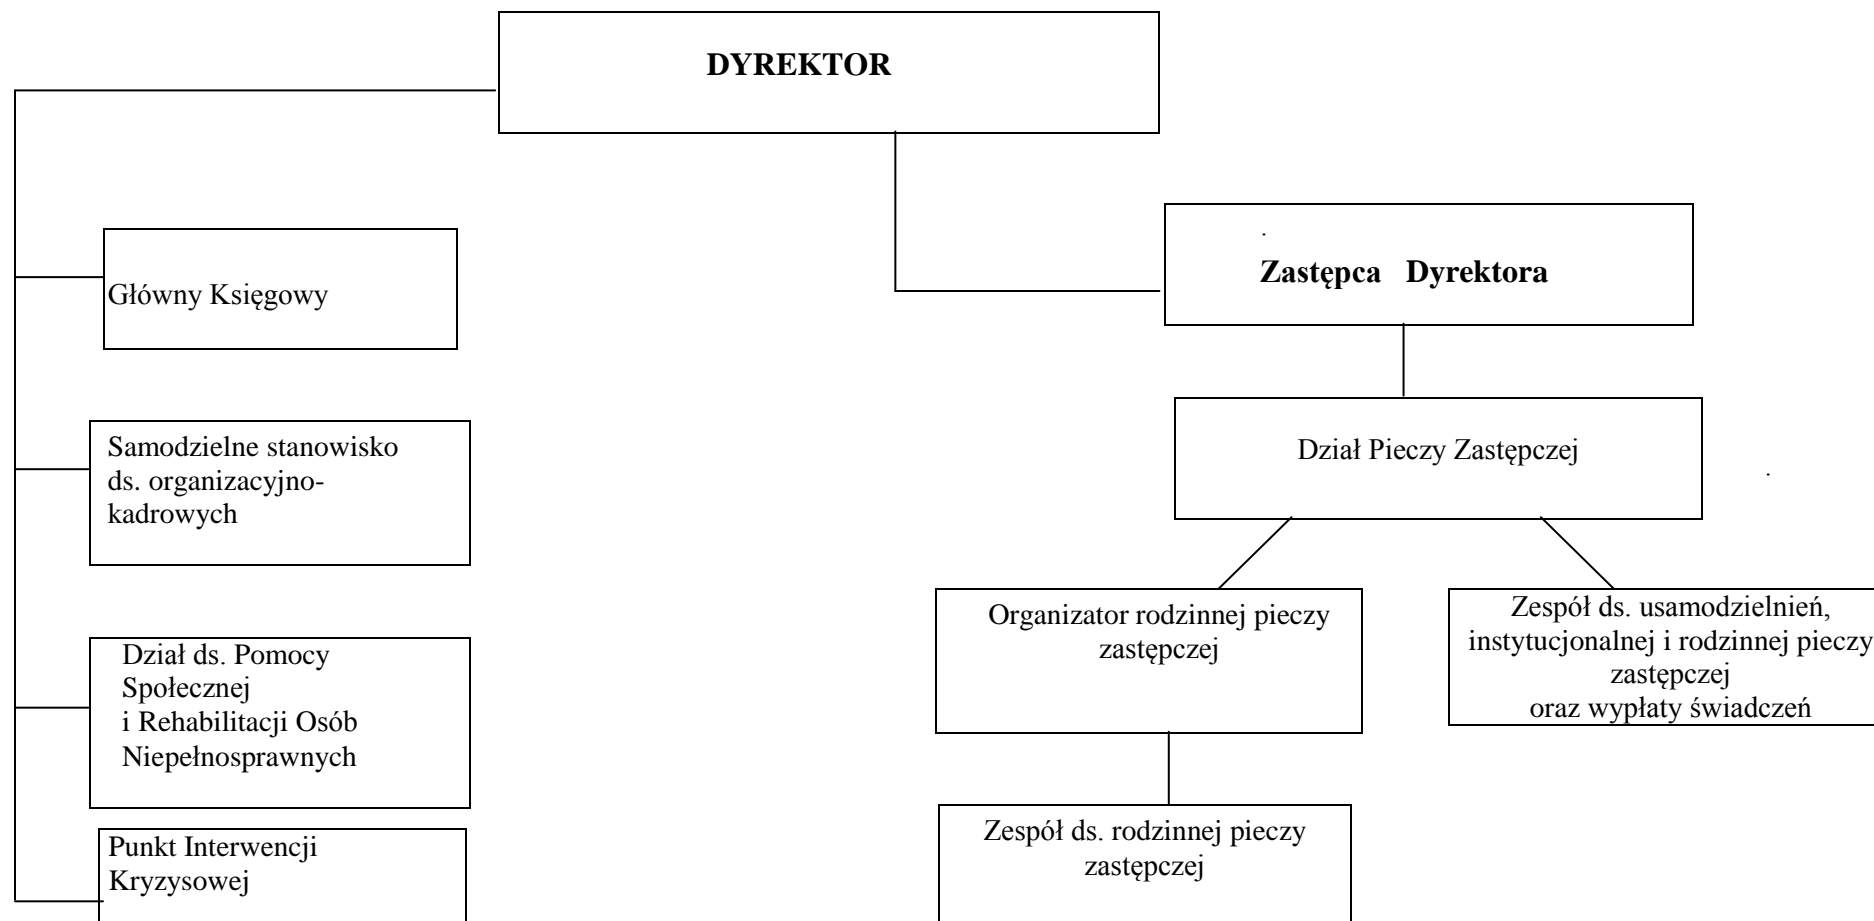 DYREKTOR
Zastępca Dyrektora
Główny Księgowy
Samodzielne stanowisko
ds. organizacyjno-
kadrowych
Dział Pieczy Zastępczej
Organizator rodzinnej pieczy
zastępczej
Zespół ds. usamodzielnień,
instytucjonalnej i rodzinnej pieczy
zastępczej
oraz wypłaty świadczeń
Dział ds. Pomocy
Społecznej
i Rehabilitacji Osób
Niepełnosprawnych
Punkt Interwencji
Kryzysowej
Zespół ds. rodzinnej pieczy
zastępczej